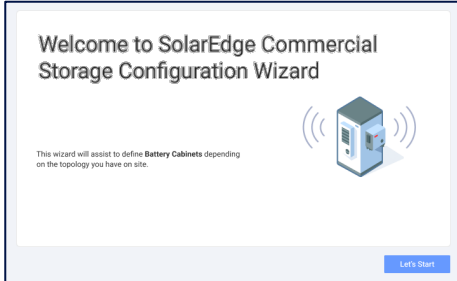 Welcome to SolarEdge Commercial
Storage Configuration Wizard
This wizard will assist to define Battery Cabinets depending
on the topology you have on site.
Let's Start